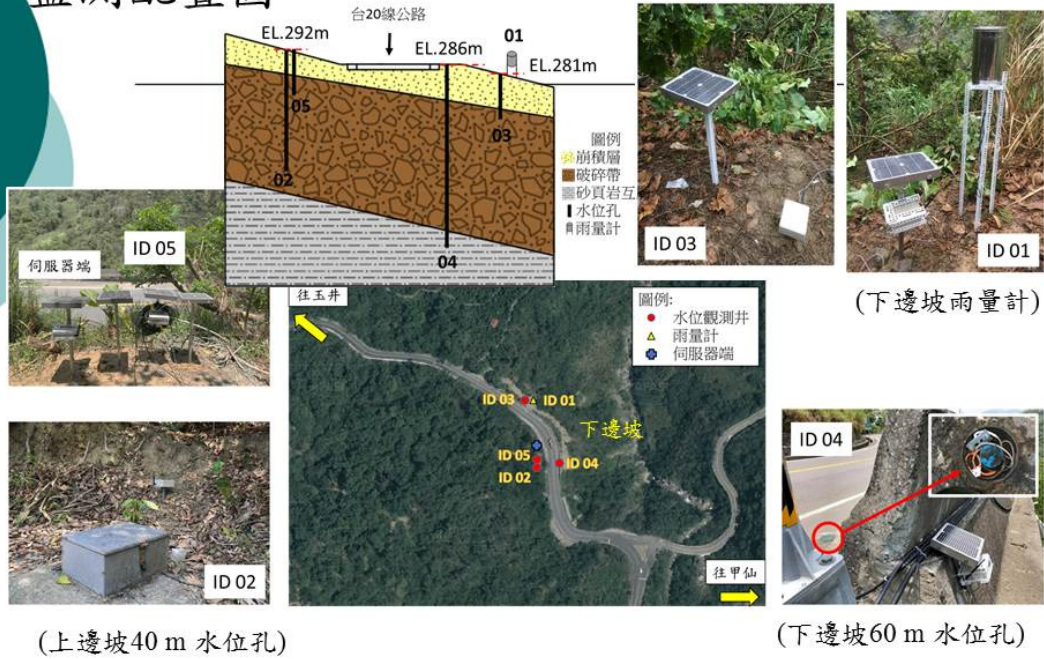 監測配置圖
台20線公路
EL.292m
EL.286m
01
EL.281m
05
03
02
04
圖例
崩積層
破碎帶
砂頁岩互
水位孔
雨量計
ID 03
ID 01
(下邊坡雨量計)
伺服器端
ID 05
往玉井
圖例:
水位觀測井
雨量計
伺服器端
ID 03
ID 01
下邊坡
ID 05
ID 04
ID 02
往甲仙
ID 02
(上邊坡40 m 水位孔)
ID 04
(下邊坡60 m 水位孔)